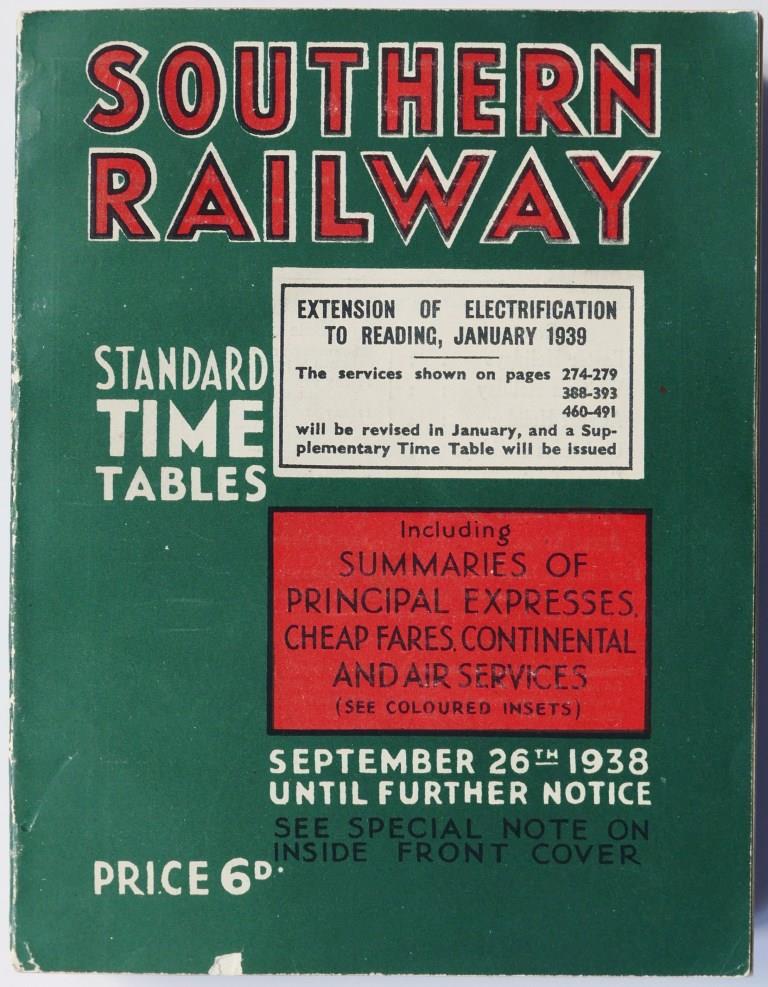 SOUTHERN
RAILWAY
EXTENSION OF ELECTRIFICATION
TO READING, JANUARY 1939
The services shown on pages 274-279
388-393
460-491
will be revised in January, and a Sup-
plementary Time Table will be issued
STANDARD
TIME
TABLES
Including
SUMMARIES OF
PRINCIPAL EXPRESSES,
CHEAP FARES, CONTINENTAL
AND AIR SERVICES
(SEE COLOURED INSETS)
SEPTEMBER 26TH 1938
UNTIL FURTHER NOTICE
SEE SPECIAL NOTE ON
INSIDE FRONT COVER
PRICE 6D.